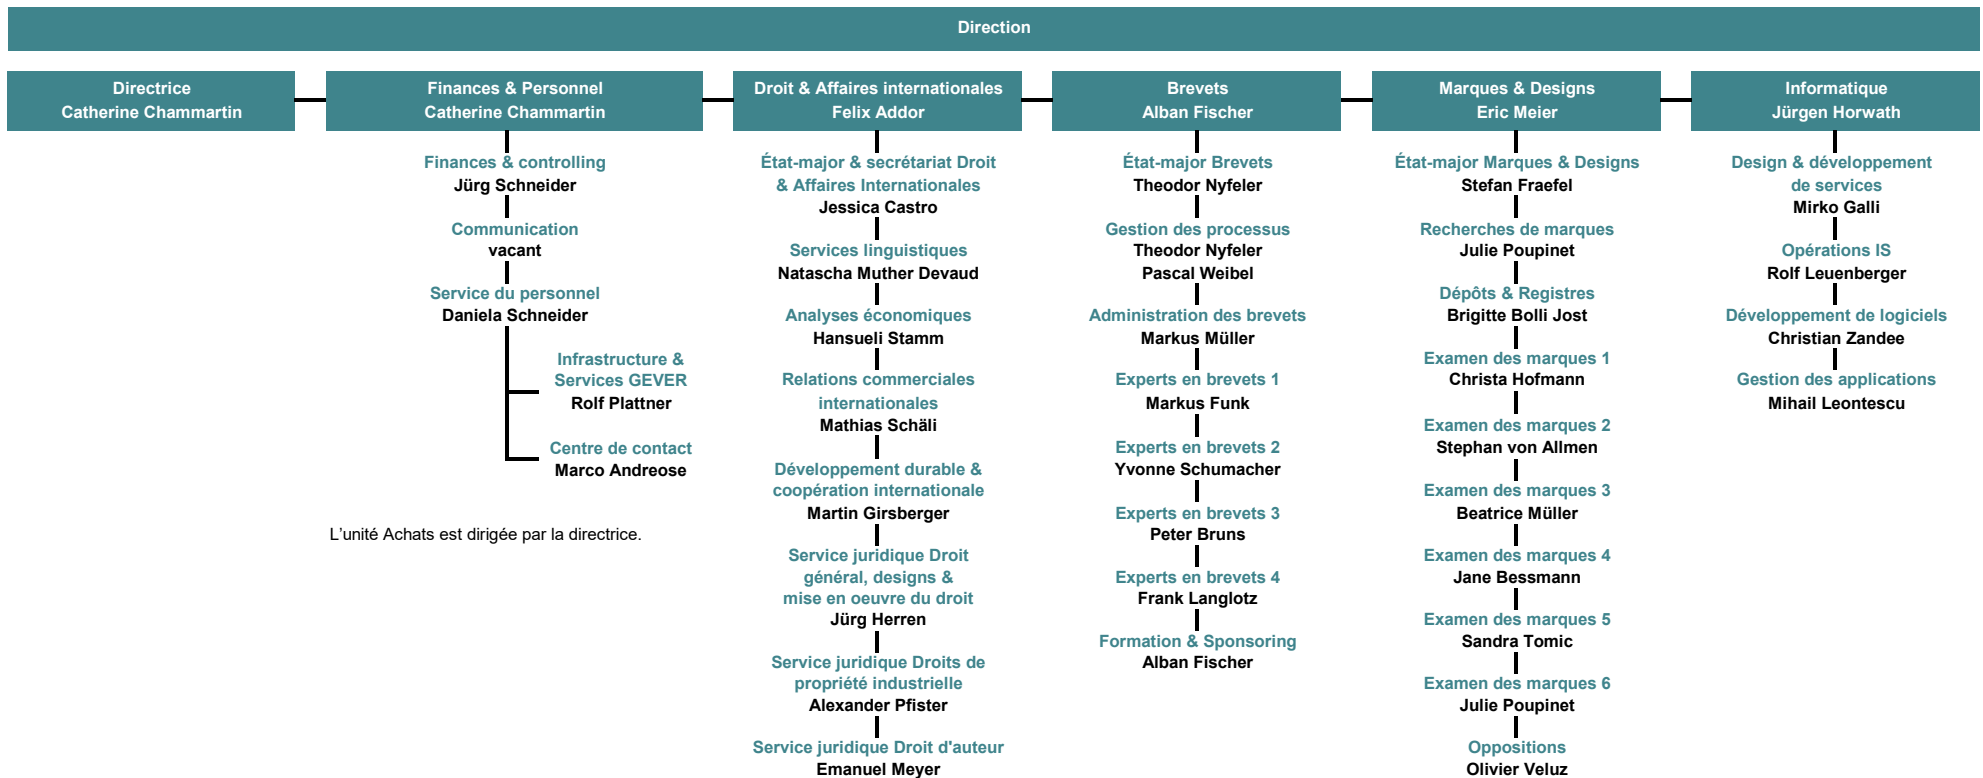 Direction
Directrice
Catherine Chammartin
Finances & Personnel
Catherine Chammartin
Droit & Affaires internationales
Felix Addor
Brevets
Alban Fischer
Marques & Designs
Eric Meier
Informatique
Jürgen Horwath
Finances & controlling
Jürg Schneider
Communication
vacant
Service du personnel
Daniela Schneider
Infrastructure &
Services GEVER
Rolf Plattner
Centre de contact
Marco Andreose
L'unité Achats est dirigée par la directrice.
État-major & secrétariat Droit
& Affaires Internationales
Jessica Castro
Services linguistiques
Natascha Muther Devaud
Analyses économiques
Hansueli Stamm
Relations commerciales
internationales
Mathias Schäli
Développement durable &
coopération internationale
Martin Girsberger
Service juridique Droit
général, designs &
mise en oeuvre du droit
Jürg Herren
Service juridique Droits de
propriété industrielle
Alexander Pfister
Service juridique Droit d'auteur
Emanuel Meyer
État-major Brevets
Theodor Nyfeler
Gestion des processus
Theodor Nyfeler
Pascal Weibel
Administration des brevets
Markus Müller
Experts en brevets 1
Markus Funk
Experts en brevets 2
Yvonne Schumacher
Experts en brevets 3
Peter Bruns
Experts en brevets 4
Frank Langlotz
Formation & Sponsoring
Alban Fischer
État-major Marques & Designs
Stefan Fraefel
Recherches de marques
Julie Poupinet
Dépôts & Registres
Brigitte Bolli Jost
Examen des marques 1
Christa Hofmann
Examen des marques 2
Stephan von Allmen
Examen des marques 3
Beatrice Müller
Examen des marques 4
Jane Bessmann
Examen des marques 5
Sandra Tomic
Examen des marques 6
Julie Poupinet
Oppositions
Olivier Veluz
Design & développement
de services
Mirko Galli
Opérations IS
Rolf Leuenberger
Développement de logiciels
Christian Zandee
Gestion des applications
Mihail Leontescu